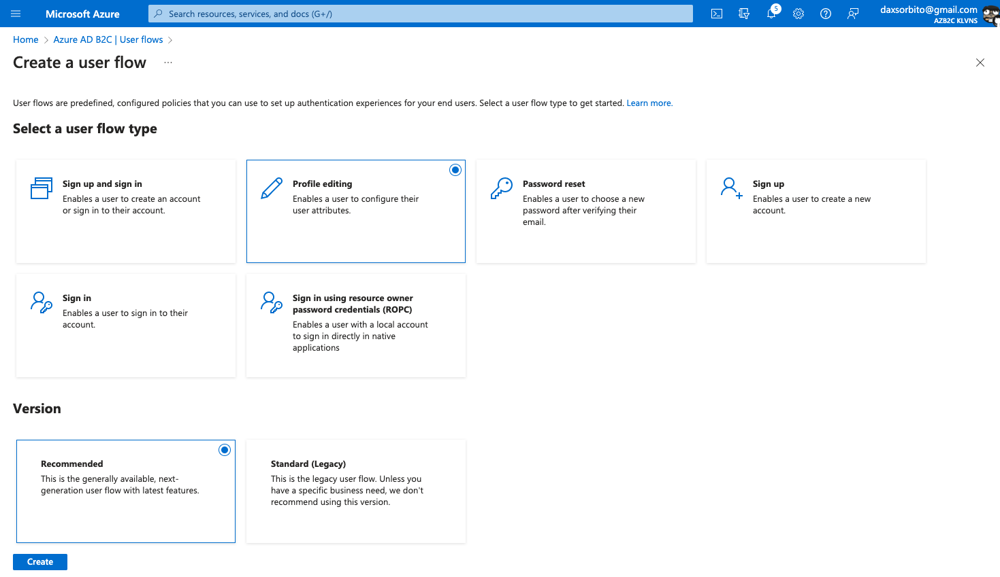 Microsoft Azure
Search resources, services, and docs (G+/)
5
daxsorbito@gmail.com
AZB2C KLVNS
Home > Azure AD B2C | User flows >
Create a user flow ...
User flows are predefined, configured policies that you can use to set up authentication experiences for your end users. Select a user flow type to get started. Learn more.
Select a user flow type
Sign up and sign in
Enables a user to create an account
or sign in to their account.
Profile editing
Enables a user to configure their
user attributes.
Password reset
Enables a user to choose a new
password after verifying their
email.
Sign up
Enables a user to create a new
account.
Sign in
Enables a user to sign in to their
account.
Sign in using resource owner
password credentials (ROPC)
Enables a user with a local account
to sign in directly in native
applications
Version
Recommended
This is the generally available, next-
generation user flow with latest features.
Standard (Legacy)
This is the legacy user flow. Unless you
have a specific business need, we don't
recommend using this version.
Create